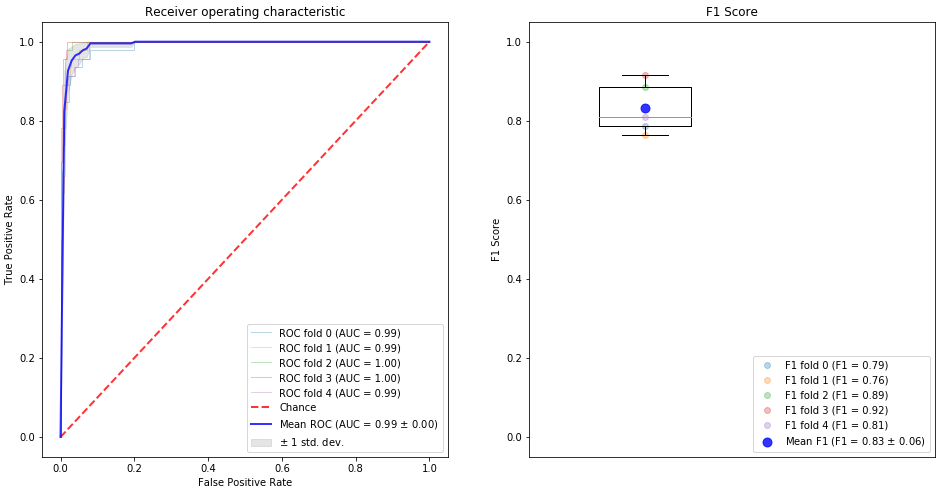 Receiver operating characteristic
1.0
0.8
0.6
0.4
0.2
0.0
True Positive Rate
0.0 0.2 0.4 0.6 0.8 1.0
False Positive Rate
ROC fold 0 (AUC = 0.99)
ROC fold 1 (AUC = 0.99)
ROC fold 2 (AUC = 1.00)
ROC fold 3 (AUC = 1.00)
ROC fold 4 (AUC = 0.99)
Chance
Mean ROC (AUC = 0.99 ± 0.00)
± 1 std. dev.
F1 Score
1.0
0.8
0.6
0.4
0.2
0.0
F1 Score
F1 fold 0 (F1 = 0.79)
F1 fold 1 (F1 = 0.76)
F1 fold 2 (F1 = 0.89)
F1 fold 3 (F1 = 0.92)
F1 fold 4 (F1 = 0.81)
Mean F1 (F1 = 0.83 ± 0.06)